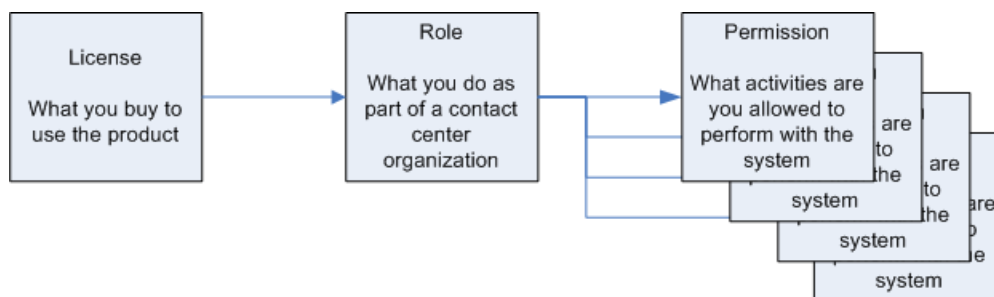 License
What you buy to
use the product
Role
What you do as
part of a contact
center
organization
Permission
What activities are
you allowed to
perform with the
system
are
to
the
system
are
to
the
system
are
system